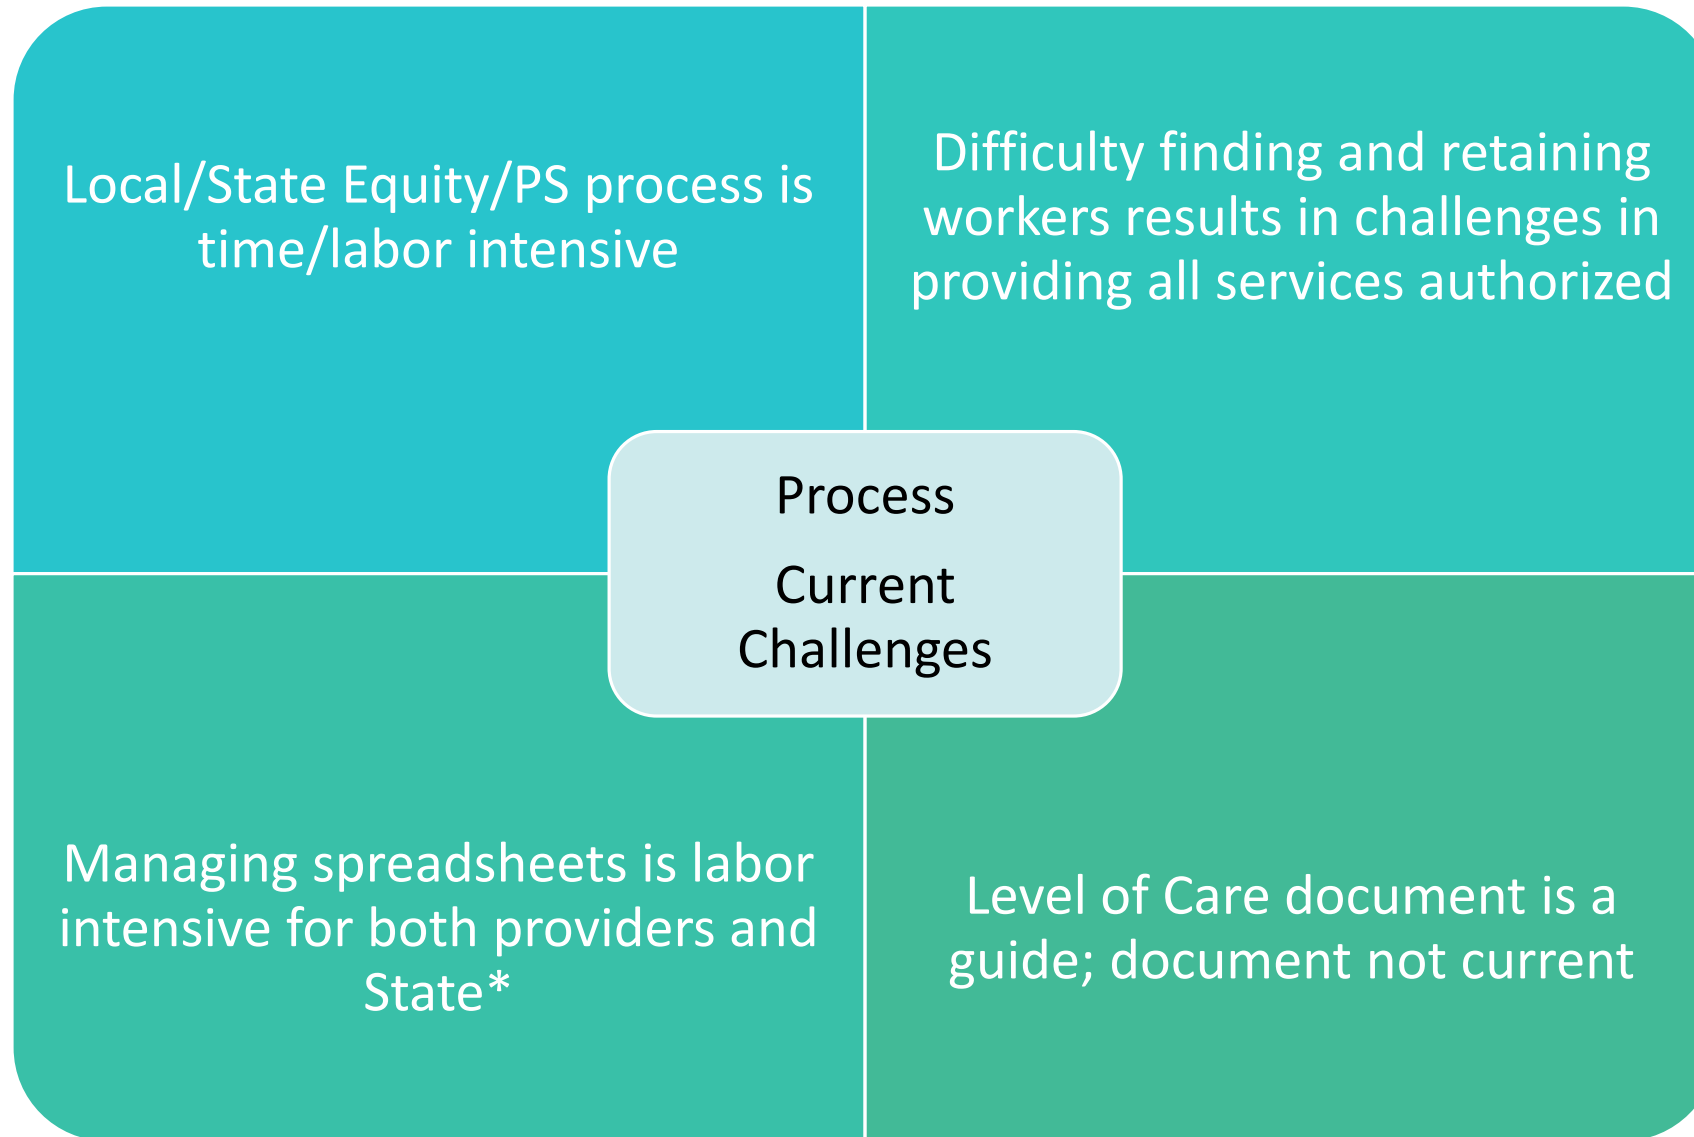 Local/State Equity/PS process is
time/labor intensive
Difficulty finding and retaining
workers results in challenges in
providing all services authorized
Process
Current
Challenges
Managing spreadsheets is labor
intensive for both providers and
State*
Level of Care document is a
guide; document not current